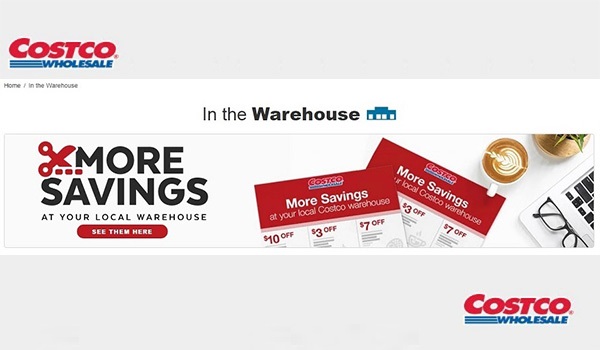 COSTCO
WHOLESALE
Home / In the Warehouse
In the Warehouse
MORE
SAVINGS
AT YOUR LOCAL WAREHOUSE
SEE THEM HERE
COSTCO
WHOLESALE
More Savings
at your local Costco warehouse
$10 OFF
$3 OFF
$7 OFF
COSTCO
WHOLESALE
More Savings
your local Costco warehouse
$3 OFF
$7 OFF
COSTCO
WHOLESALE